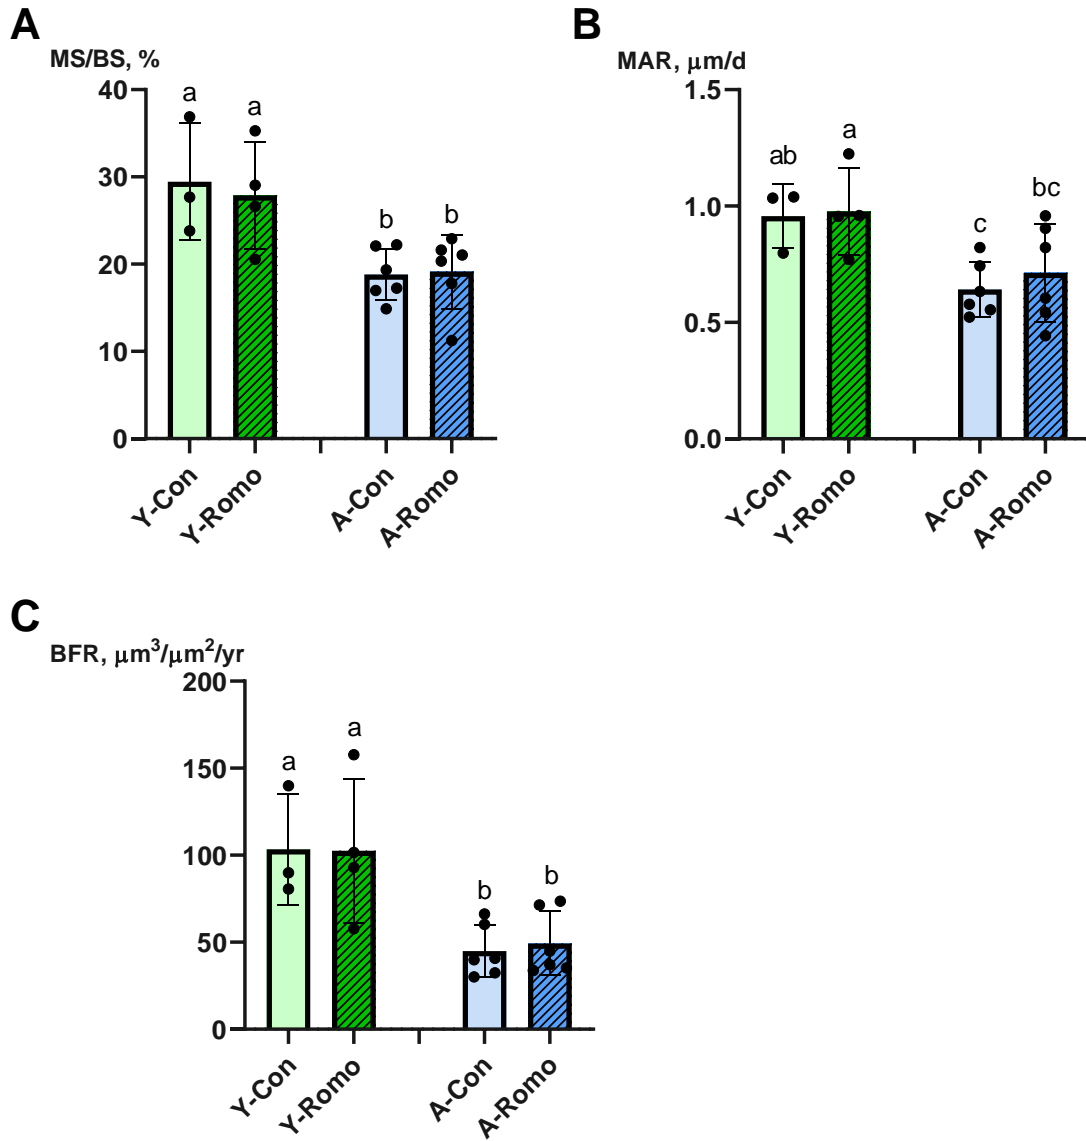 A
MS/BS, %
40
30
20
10
0
a
a
b
b
Y-Con
Y-Romo
A-Con
A-Romo
B
MAR, μm/d
1.5
1.0
0.5
0.0
ab
a
c
bc
Y-Con
Y-Romo
A-Con
A-Romo
C
BFR, μm³/μm²/yr
200
150
100
50
0
a
a
b
b
Y-Con
Y-Romo
A-Con
A-Romo